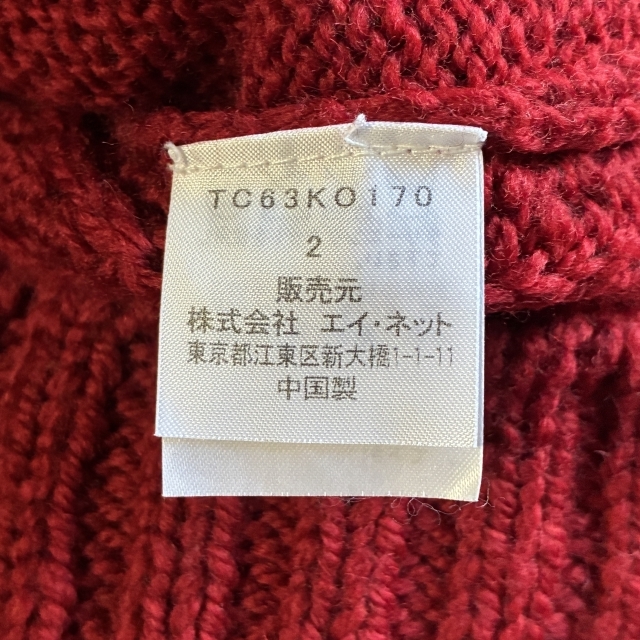 TC63KO170
2
販売元
株式会社 エイ・ネット
東京都江東区新大橋1-1-11
中国製